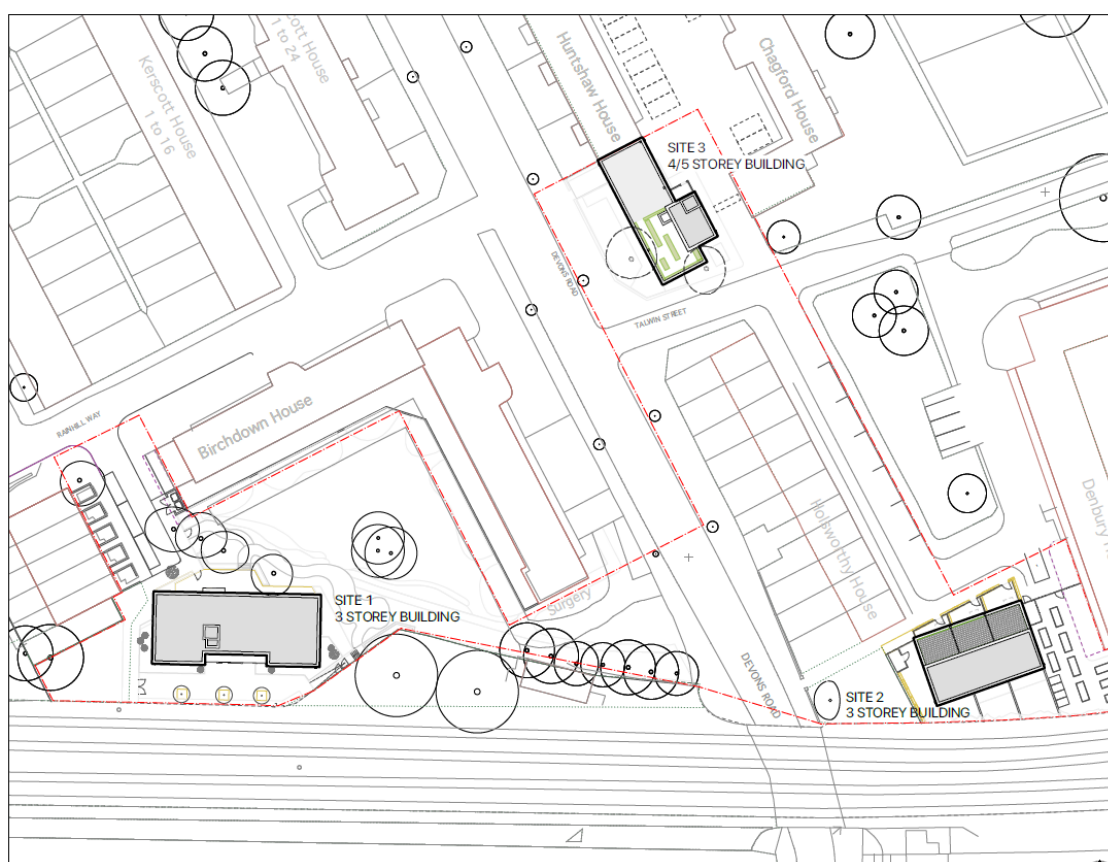 Kerscott House
1 to 24
Kerscott House
1 to 16
Huntshaw House
Chagford House
SITE 3
4/5 STOREY BUILDING
DEVONS ROAD
TALWIN STREET
RAINHILL WAY
Birchdown House
Holsworthy House
Denbury
SITE 1
3 STOREY BUILDING
Surgery
DEVONS ROAD
SITE 2
3 STOREY BUILDING